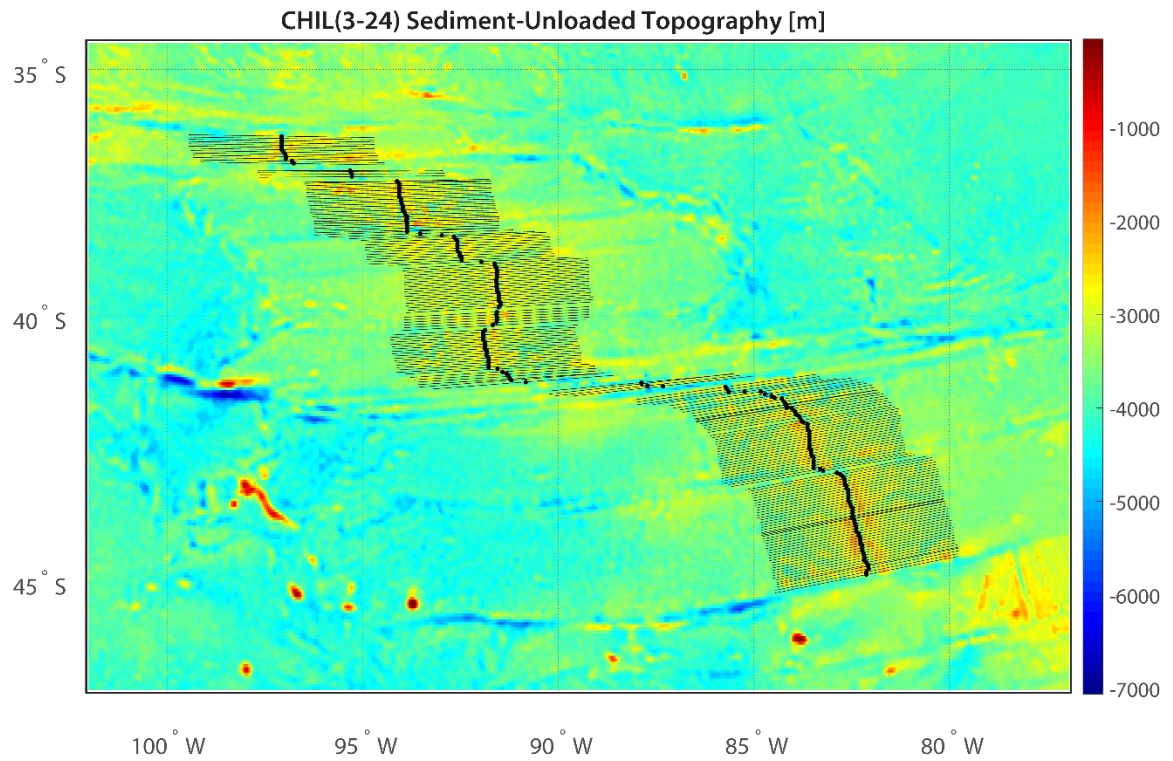 CHIL(3-24) Sediment-Unloaded Topography [m]
35° S
40° S
45° S
100° W
95° W
90° W
85° W
80° W
-1000
-2000
-3000
-4000
-5000
-6000
-7000